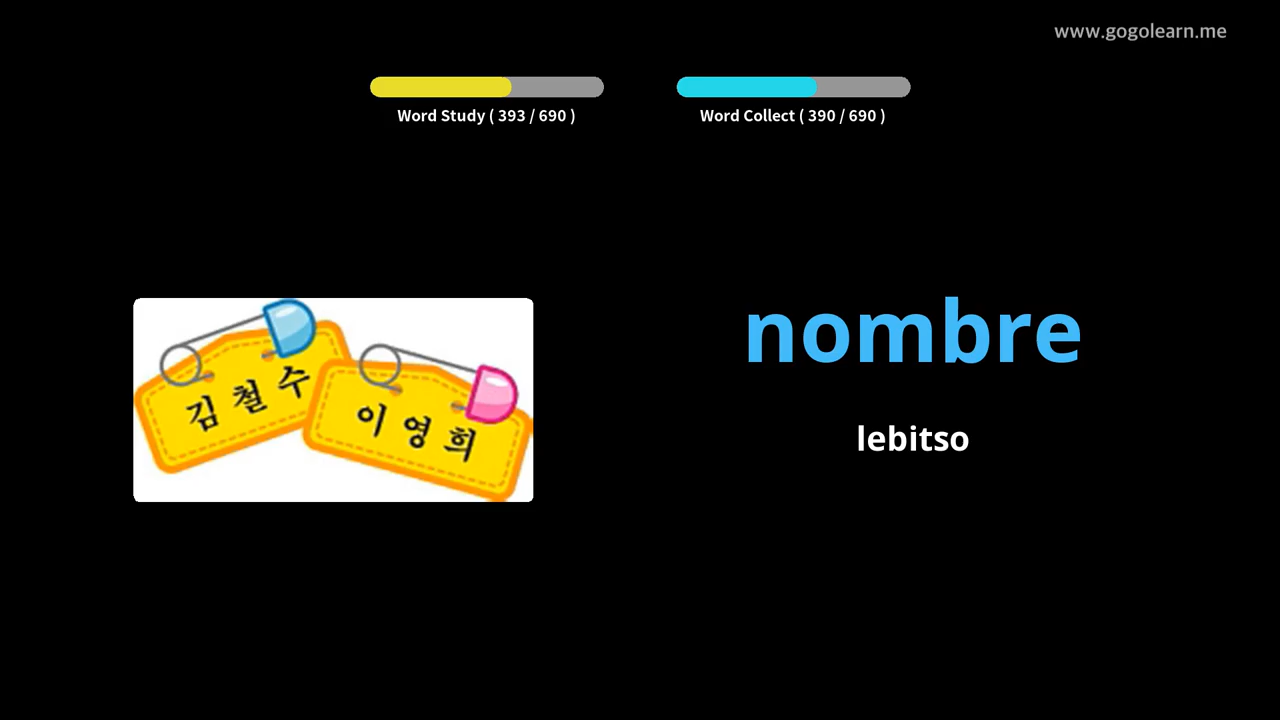 www.gogolearn.me
Word Study ( 393 / 690 )
Word Collect ( 390 / 690 )
김철수
이영희
nombre
lebitso